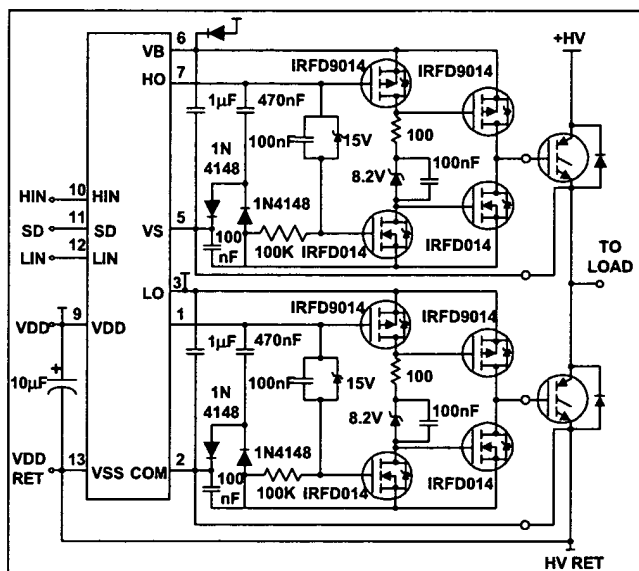 6
VB
+HV
7
HO
IRFD9014
IRFD9014
1µF
470nF
100nF
15V
100
1N
4148
8.2V
100nF
HIN
10
HIN
1N4148
SD
11
SD
VS
5
LIN
12
LIN
100
nF
100K
IRFD014
IRFD014
TO
LOAD
LO
3
IRFD9014
IRFD9014
VDD
9
VDD
1
1µF
470nF
100nF
15V
100
10µF
+
1N
4148
8.2V
100nF
1N4148
VDD
RET
13
VSS
COM
2
100
nF
100K
IRFD014
IRFD014
HV RET